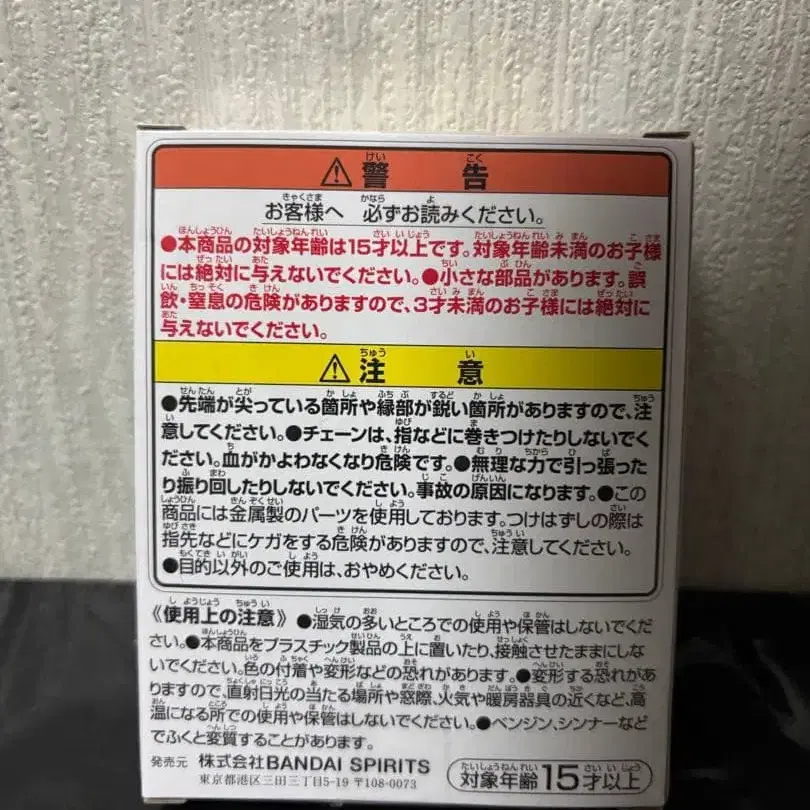 ⚠警告
お客様へ 必ずお読みください。
●本商品の対象年齢は15才以上です。対象年齢未満のお子様
には絶対に与えないでください。●小さな部品があります。誤
飲・窒息の危険がありますので、3才未満のお子様には絶対に
与えないでください。
⚠注意
●先端が尖っている箇所や縁部が鋭い箇所がありますので、注
意してください。●チェーンは、指などに巻きつけたりしないでく
ださい。血がかよわなくなり危険です。●無理な力で引っ張った
り振り回したりしないでください。事故の原因になります。●この
商品には金属製のパーツを使用しております。つけはずしの際は
指先などにケガをする危険がありますので、注意してください。
●目的以外のご使用は、おやめください。
《使用上の注意》●湿気の多いところでの使用や保管はしないでくだ
さい。●本商品をプラスチック製品の上に置いたり、接触させたままにし
ないでください。色の付着や変形などの恐れがあります。●変形する恐れがあ
りますので、直射日光の当たる場所や窓際、火気や暖房器具の近くなど、高
温になる所での使用や保管はしないでください。●ベンジン、シンナーなど
でふくと変質することがあります。
発売元 株式会社BANDAI SPIRITS
東京都港区三田三丁目5-19 〒108-0073
対象年齢15才以上